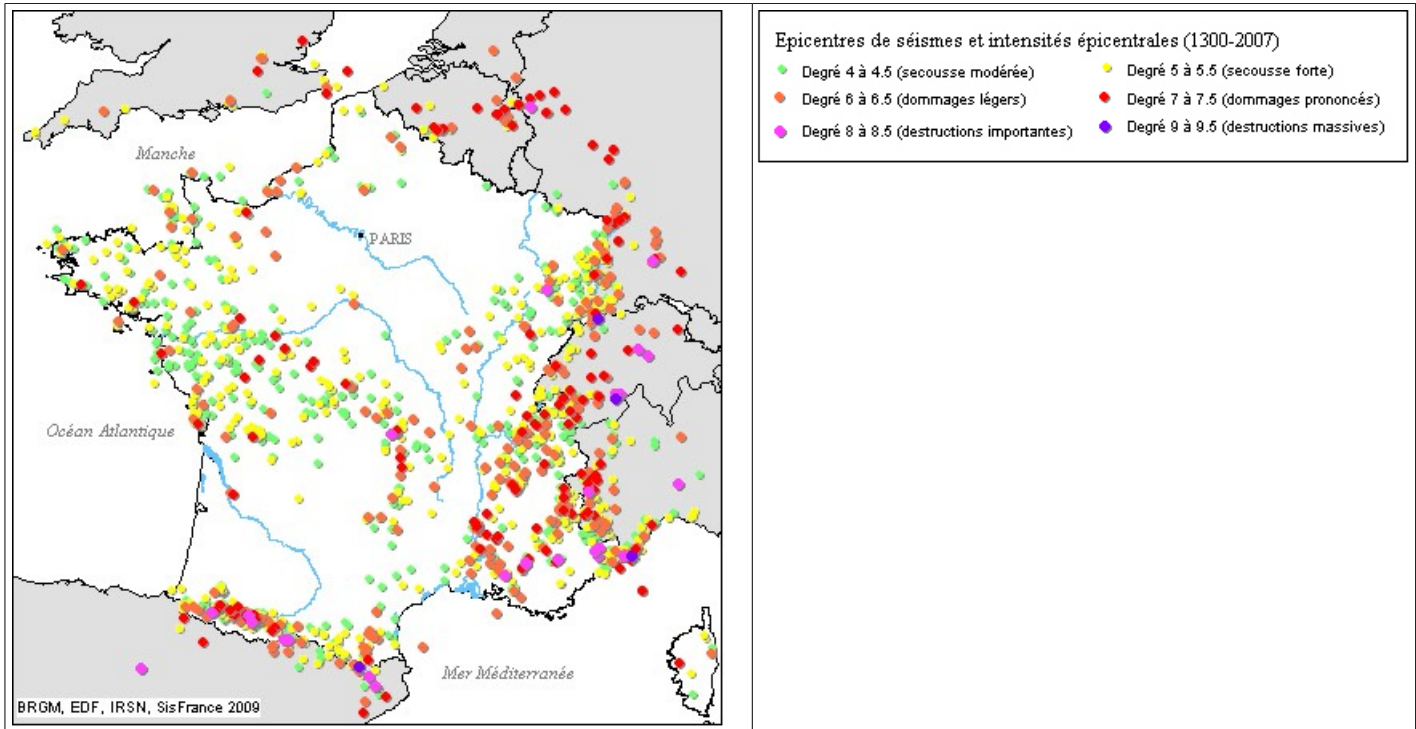 Manche
PARIS
Océan Atlantique
Mer Méditerranée
BRGM, EDF, IRSN, SisFrance 2009
Epicentres de séismes et intensités épicentrales (1300-2007)
Degré 4 à 4.5 (secousse modérée)
Degré 5 à 5.5 (secousse forte)
Degré 6 à 6.5 (dommages légers)
Degré 7 à 7.5 (dommages prononcés)
Degré 8 à 8.5 (destructions importantes)
Degré 9 à 9.5 (destructions massives)